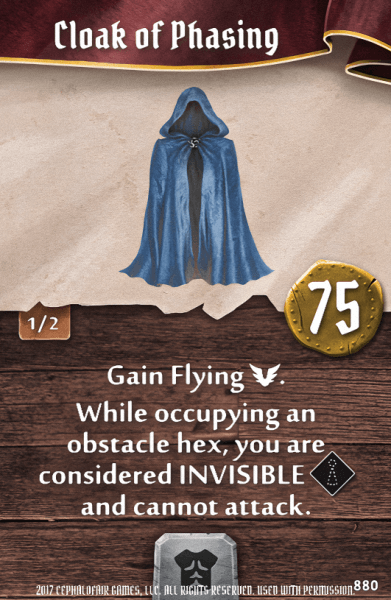 Cloak of Phasing
75
1/2
Gain Flying .
While occupying an
obstacle hex, you are
considered INVISIBLE
and cannot attack.
2017 CEPHALOFAIR GAMES, LLC. ALL RIGHTS RESERVED. USED WITH PERMISSION
880